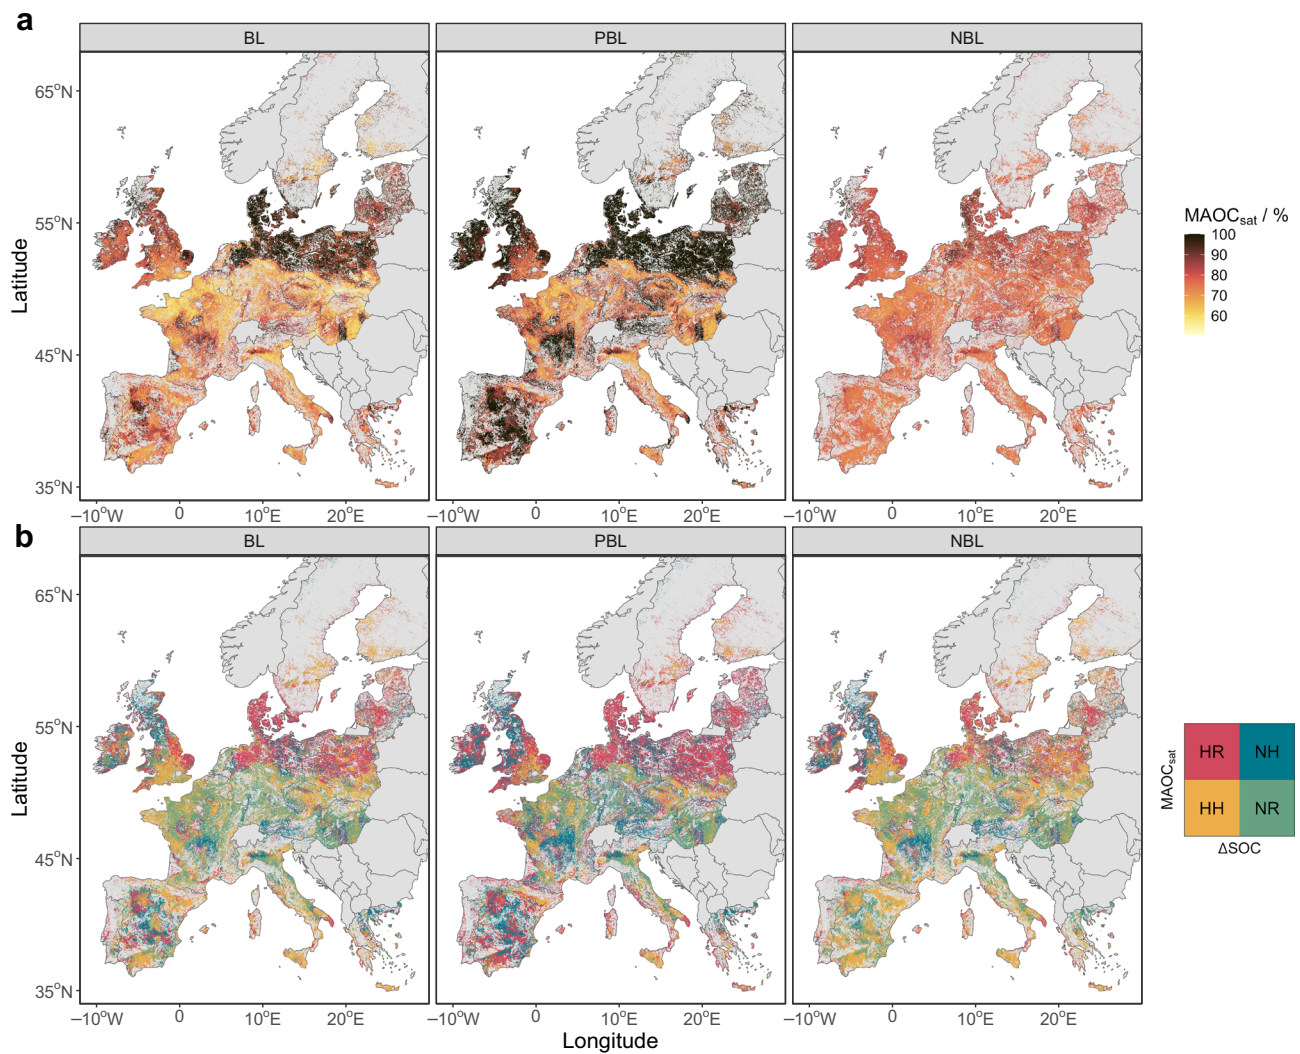 a
BL PBL NBL
65°N
55°N
45°N
35°N
Latitude
–10°W 0 10°E 20°E –10°W 0 10°E 20°E –10°W 0 10°E 20°E
MAOCsat / %
100
90
80
70
60
b
BL PBL NBL
65°N
55°N
45°N
35°N
Latitude
–10°W 0 10°E 20°E –10°W 0 10°E 20°E –10°W 0 10°E 20°E
Longitude
MAOCsat
HR NH
HH NR
ΔSOC